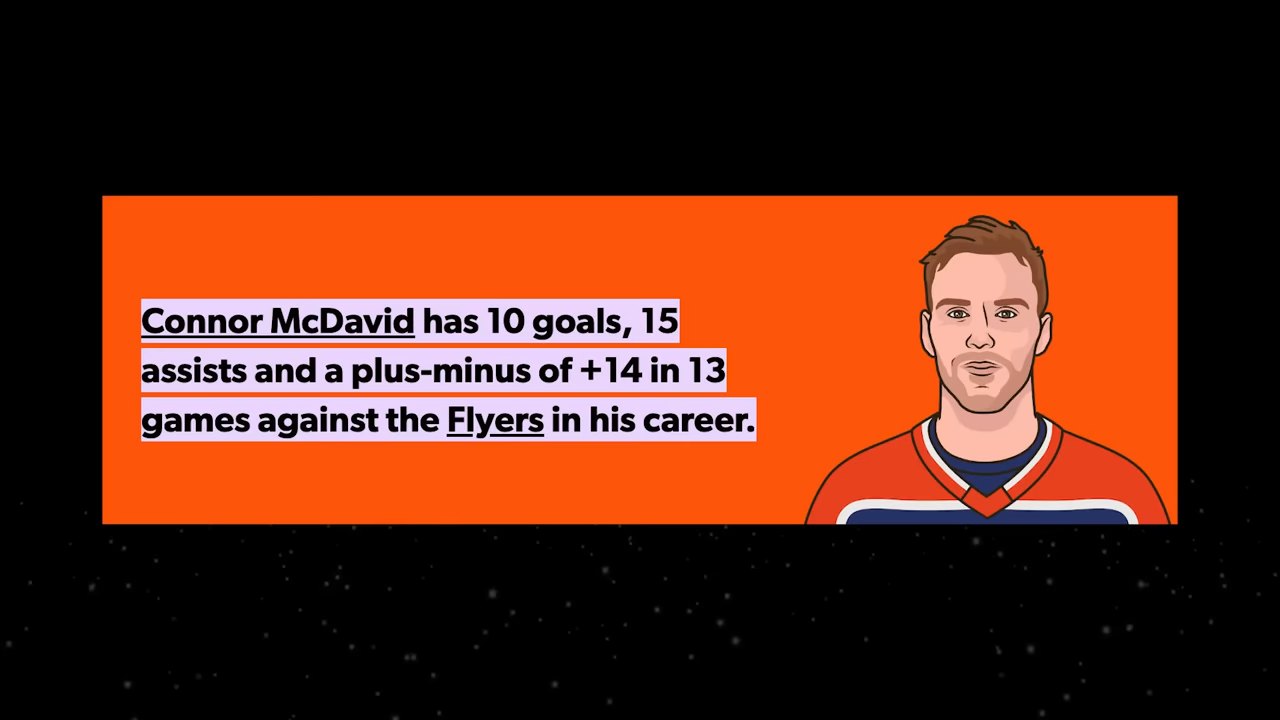 Connor McDavid has 10 goals, 15
assists and a plus-minus of +14 in 13
games against the Flyers in his career.